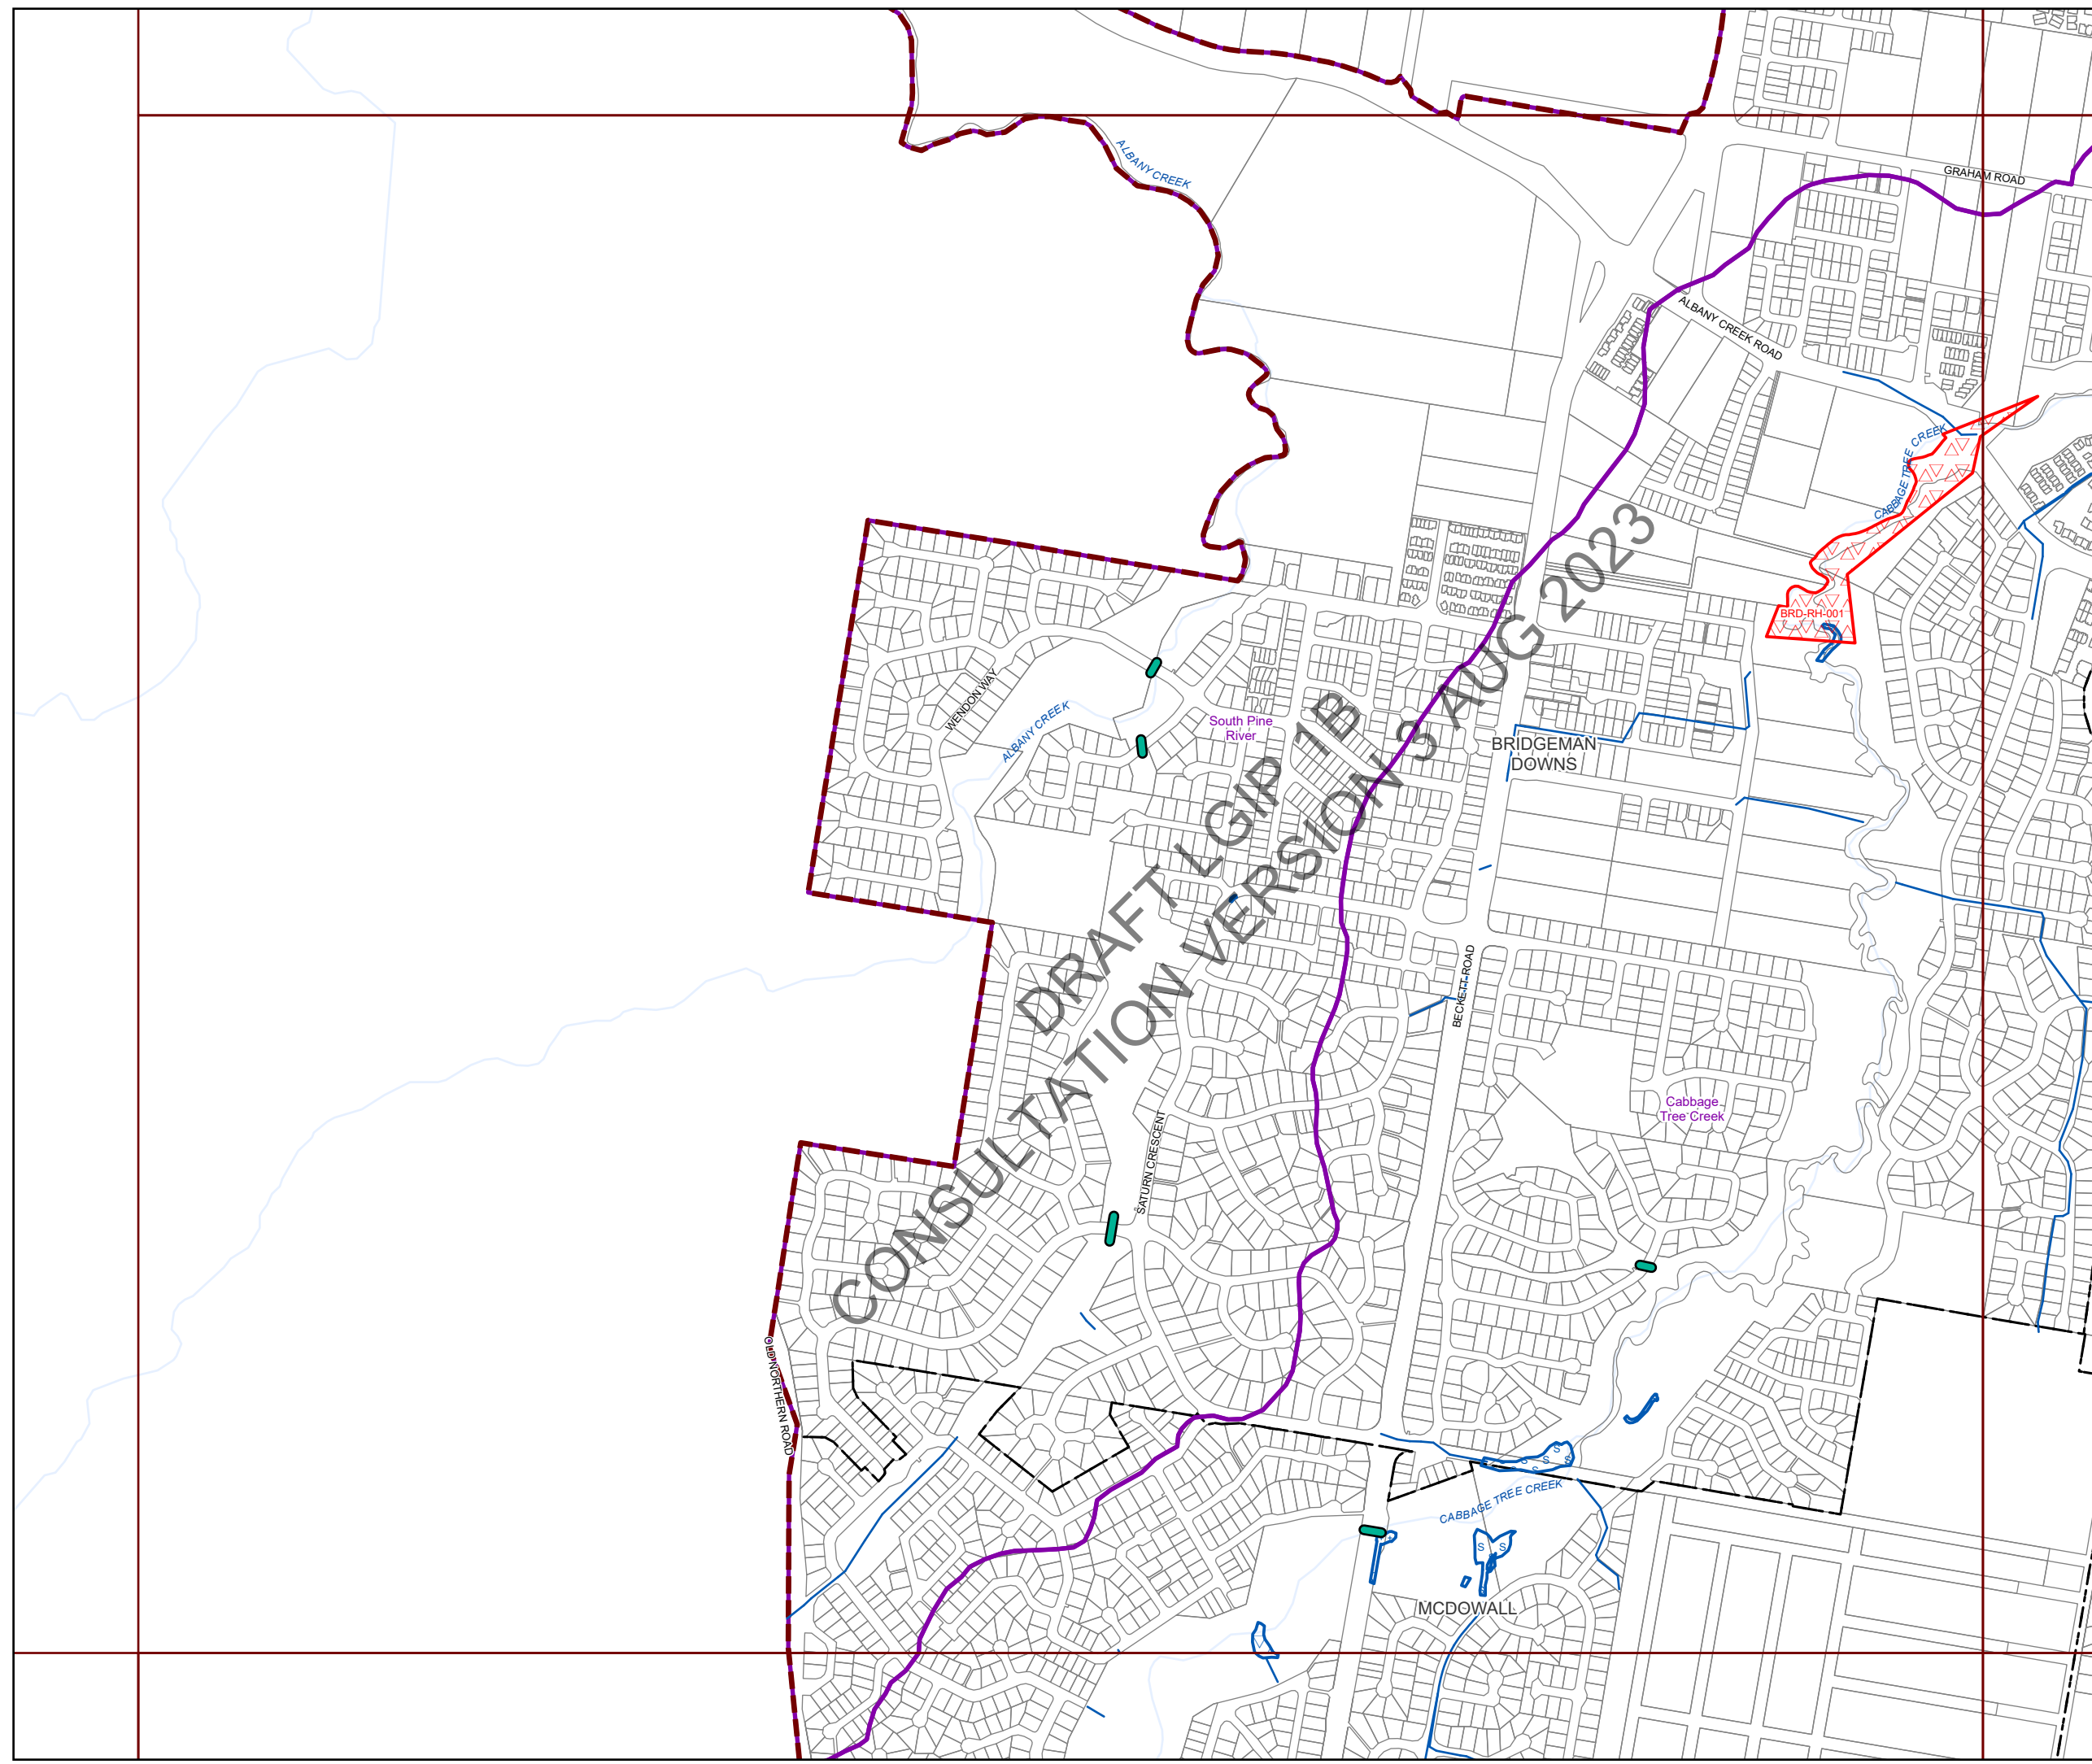 ALBANY CREEK
GRAHAM ROAD
ALBANY CREEK ROAD
CABBAGE TREE CREEK
BRD-RH-001
WENDON WAY
ALBANY CREEK
South Pine
River
BRIDGEMAN
DOWNS
DRAFT LGIP 1B
CONSULTATION VERSION 3 AUG 2023
BECKETT ROAD
Cabbage
Tree Creek
SATURN CRESCENT
OLD NORTHERN ROAD
S
S
S
S
S
S
CABBAGE TREE CREEK
S
S
MCDOWALL